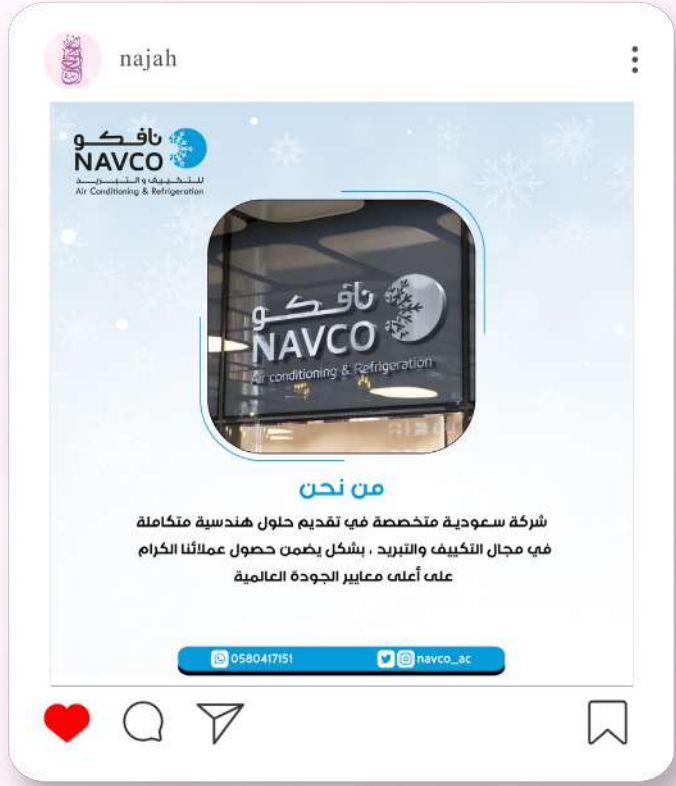 najah
نافكو
NAVCO
للتكييف والتبريد
Air Conditioning & Refrigeration
نافكو
NAVCO
Air conditioning & Refrigeration
من نحن
شركة سعودية متخصصة في تقديم حلول هندسية متكاملة
في مجال التكييف والتبريد ، بشكل يضمن حصول عملائنا الكرام
على أعلى معايير الجودة العالمية
0580417151
navco_ac